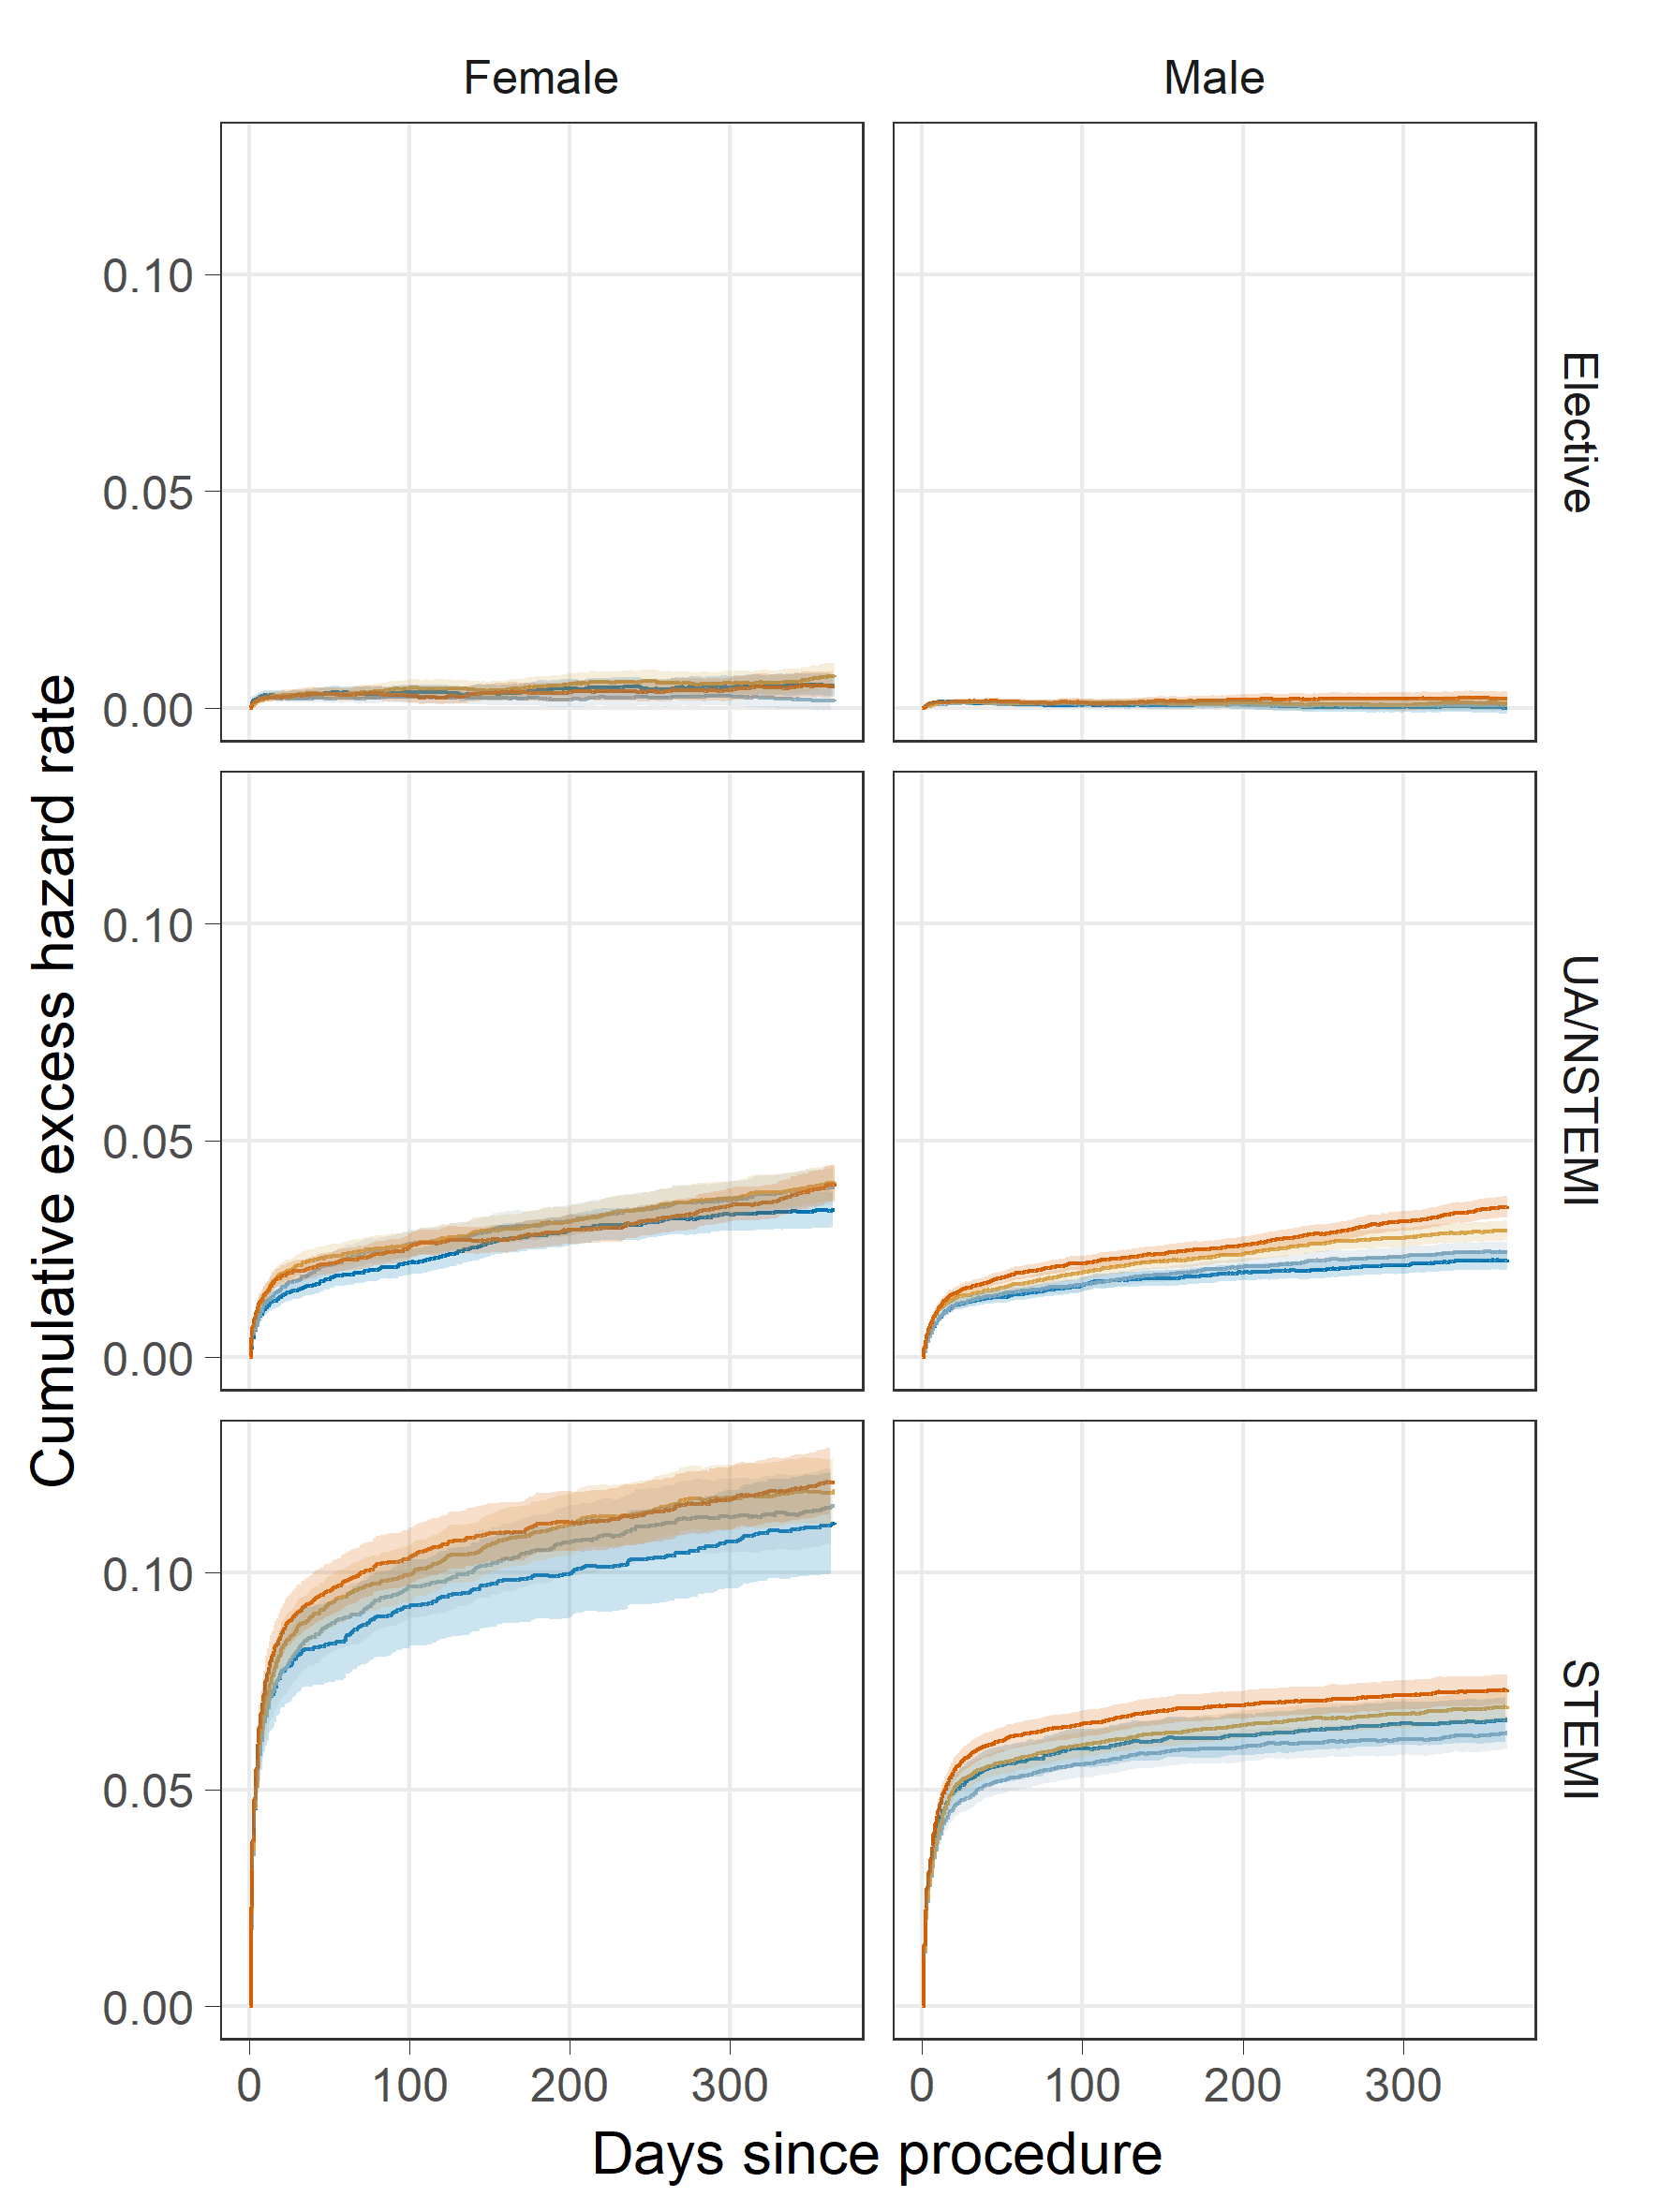 Female
Male
0.10
0.05
0.00
Elective
Cumulative excess hazard rate
0.10
0.05
0.00
UA/NSTEMI
0.10
0.05
0.00
STEMI
0 100 200 300 0 100 200 300
Days since procedure